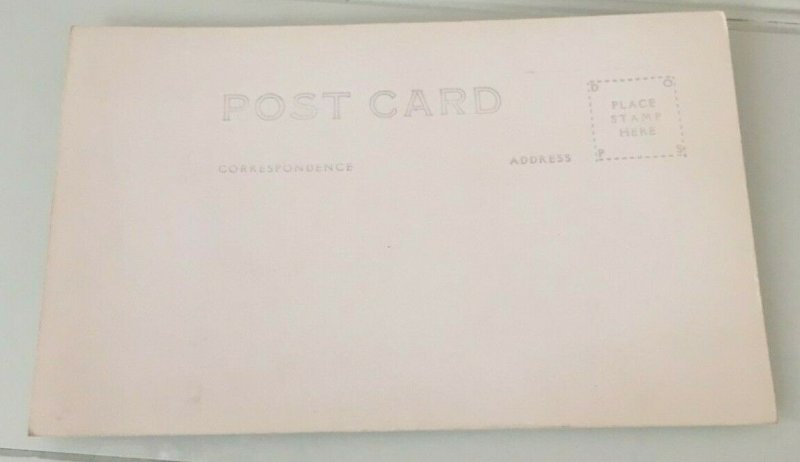 POST CARD
CORRESPONDENCE
ADDRESS
D O
PLACE
STAMP
HERE
P S